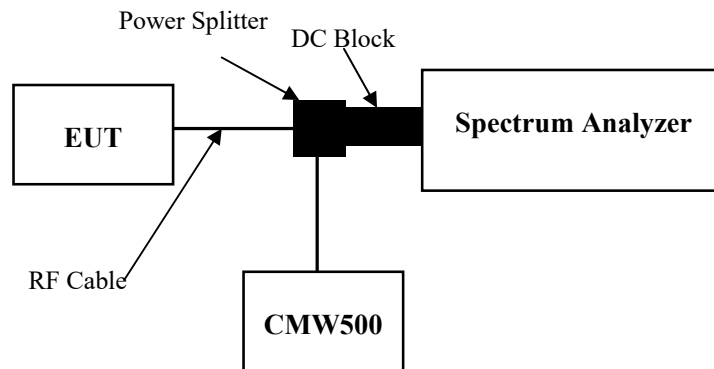 Power Splitter
DC Block
EUT
Spectrum Analyzer
RF Cable
CMW500